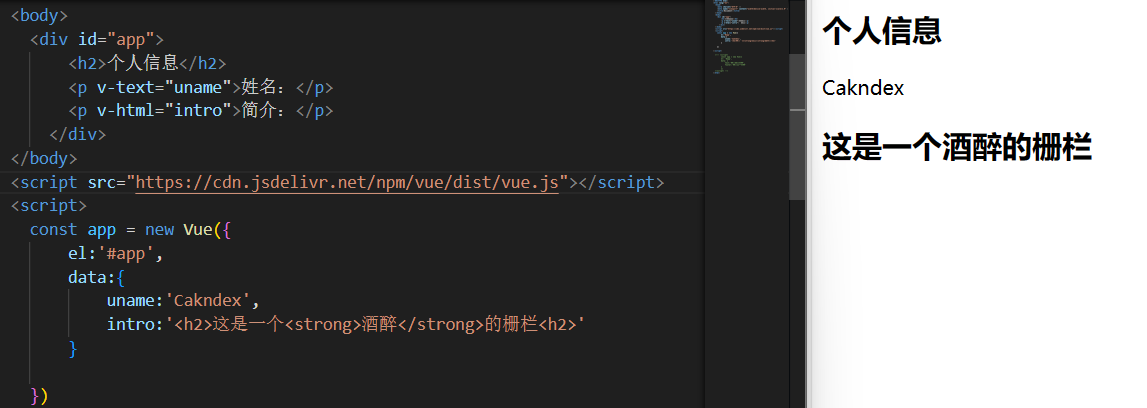 <body>
<div id="app">
<h2>个人信息</h2>
<p v-text="uname">姓名：</p>
<p v-html="intro">简介：</p>
</div>
</body>
<script src="https://cdn.jsdelivr.net/npm/vue/dist/vue.js"></script>
<script>
const app = new Vue({
el:'#app',
data:{
uname:'Cakndex',
intro:'<h2>这是一个<strong>酒醉</strong>的栅栏<h2>'
}
})
个人信息
Cakndex
这是一个酒醉的栅栏